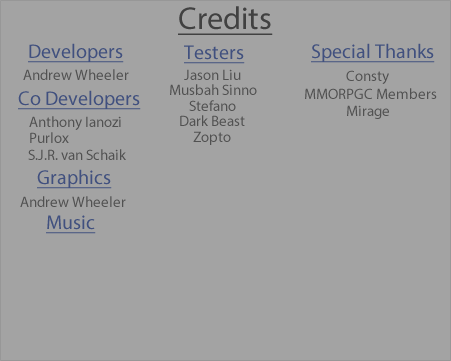 Credits
Developers
Andrew Wheeler
Co Developers
Anthony Ianozi
Purlox
S.J.R. van Schaik
Graphics
Andrew Wheeler
Music
Testers
Jason Liu
Musbah Sinno
Stefano
Dark Beast
Zopto
Special Thanks
Consty
MMORPGC Members
Mirage